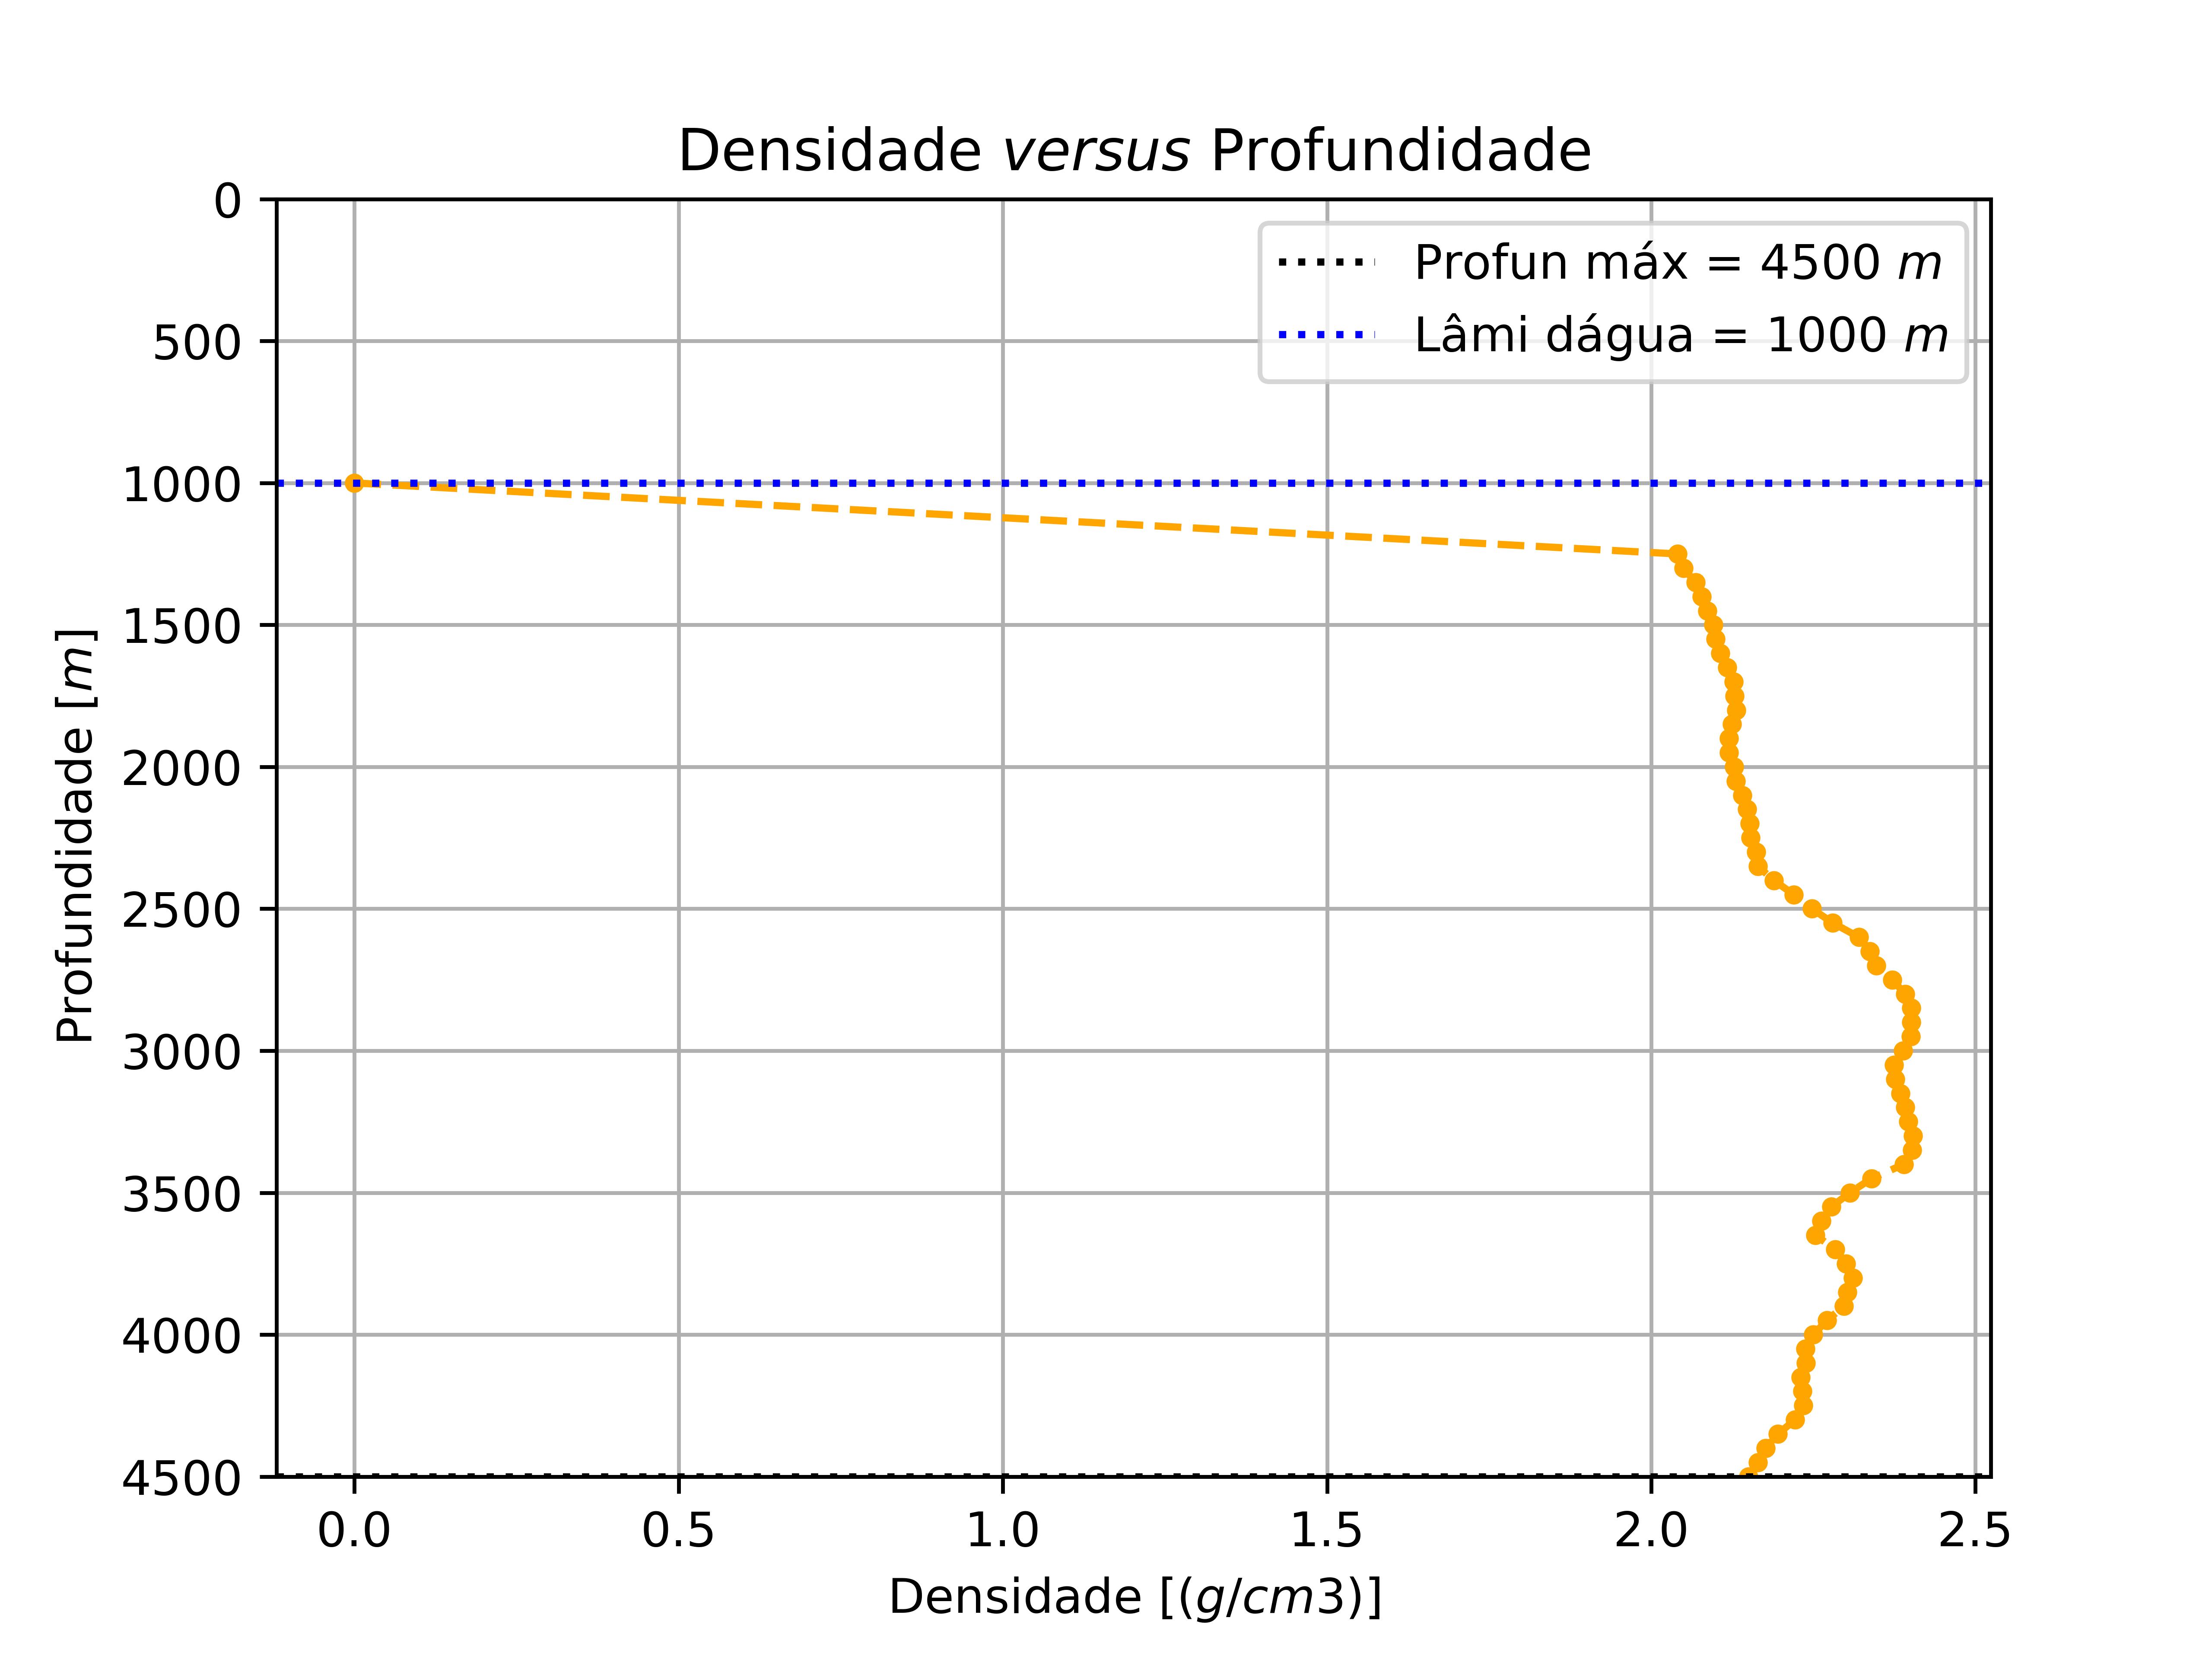 Densidade versus Profundidade
Profun máx = 4500 m
Lâmi dágua = 1000 m
Profundidade [m]
0
500
1000
1500
2000
2500
3000
3500
4000
4500
0.0 0.5 1.0 1.5 2.0 2.5
Densidade [(g/cm3)]